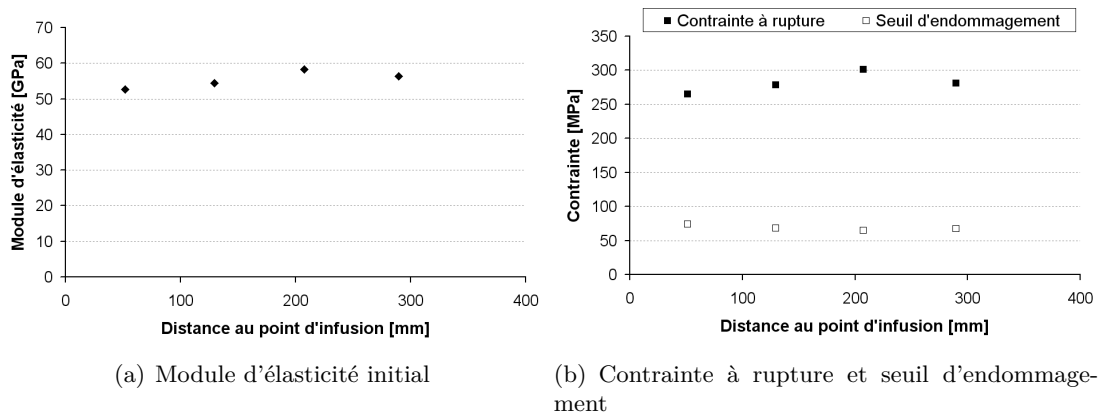 70
60
50
40
30
20
10
0
0 100 200 300 400
Module d'élasticité [GPa]
Distance au point d'infusion [mm]
(a) Module d'élasticité initial
Contrainte à rupture Seuil d'endommagement
350
300
250
200
150
100
50
0
0 100 200 300 400
Contrainte [MPa]
Distance au point d'infusion [mm]
(b) Contrainte à rupture et seuil d'endommage-
ment